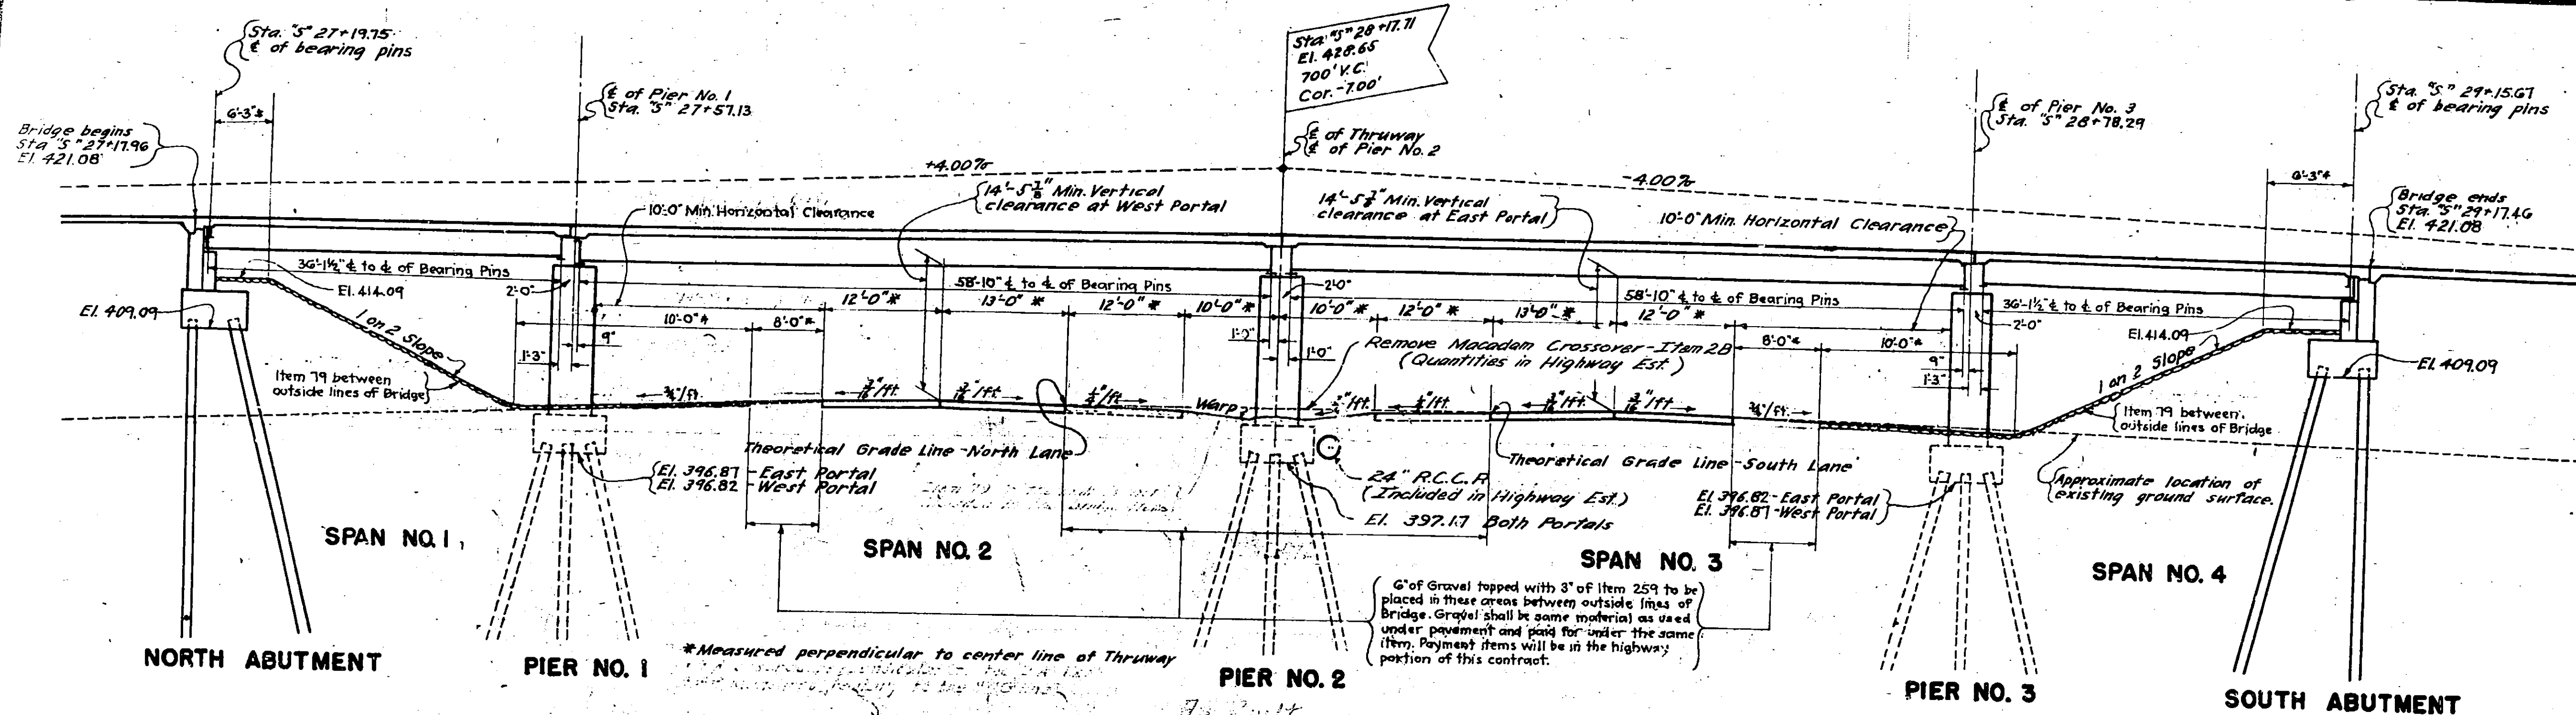 Sta. "S" 27+19.75
℄ of bearing pins
6'-3"*
Bridge begins
Sta "S" 27+17.96
El. 421.08
℄ of Pier No. 1
Sta. "S" 27+57.13
Sta. "S" 28+17.71
El. 428.65
700' V.C.
Cor. -7.00'
℄ of Thruway
℄ of Pier No. 2
℄ of Pier No. 3
Sta. "S" 28+78.29
Sta. "S" 29+15.67
℄ of bearing pins
6'-3"*
Bridge ends
Sta. "S" 29+17.46
El. 421.08
+4.00%
-4.00%
10'-0" Min. Horizontal Clearance
14'-5⅞" Min. Vertical
clearance at West Portal
14'-5⅞" Min. Vertical
clearance at East Portal
10'-0" Min. Horizontal Clearance
36'-1½" ℄ to ℄ of Bearing Pins
58'-10" ℄ to ℄ of Bearing Pins
58'-10" ℄ to ℄ of Bearing Pins
36'-1½" ℄ to ℄ of Bearing Pins
El. 414.09
2'-0"
12'-0"*
13'-0" *
12'-0" *
10'-0" *
2'-0"
10'-0" *
12'-0" *
13'-0" *
12'-0" *
2'-0"
El. 414.09
El. 409.09
1 on 2 Slope
10'-0"*
8'-0"*
9"
1'-3"
1'-0"
1'-0"
Remove Macadam Crossover-Item 2B
(Quantities in Highway Est.)
8'-0"*
10'-0"*
9"
1'-3"
1 on 2 Slope
El. 409.09
Item 79 between
outside lines of Bridge
¾"/ft.
Warp
¾"/ft.
Item 79 between
outside lines of Bridge
Theoretical Grade Line-North Lane
El. 396.87 - East Portal
El. 396.82 - West Portal
Theoretical Grade Line-South Lane
24" R.C.C.P.
(Included in Highway Est.)
El. 397.17 Both Portals
El. 396.82-East Portal
El. 396.87-West Portal
Approximate location of
existing ground surface.
SPAN NO. 1
SPAN NO. 2
SPAN NO. 3
SPAN NO. 4
6" of Gravel topped with 3" of Item 259 to be
placed in these areas between outside lines of
Bridge. Gravel shall be same material as used
under pavement and paid for under the same
item. Payment items will be in the highway
portion of this contract.
NORTH ABUTMENT
PIER NO. 1
*Measured perpendicular to center line of Thruway
PIER NO. 2
PIER NO. 3
SOUTH ABUTMENT